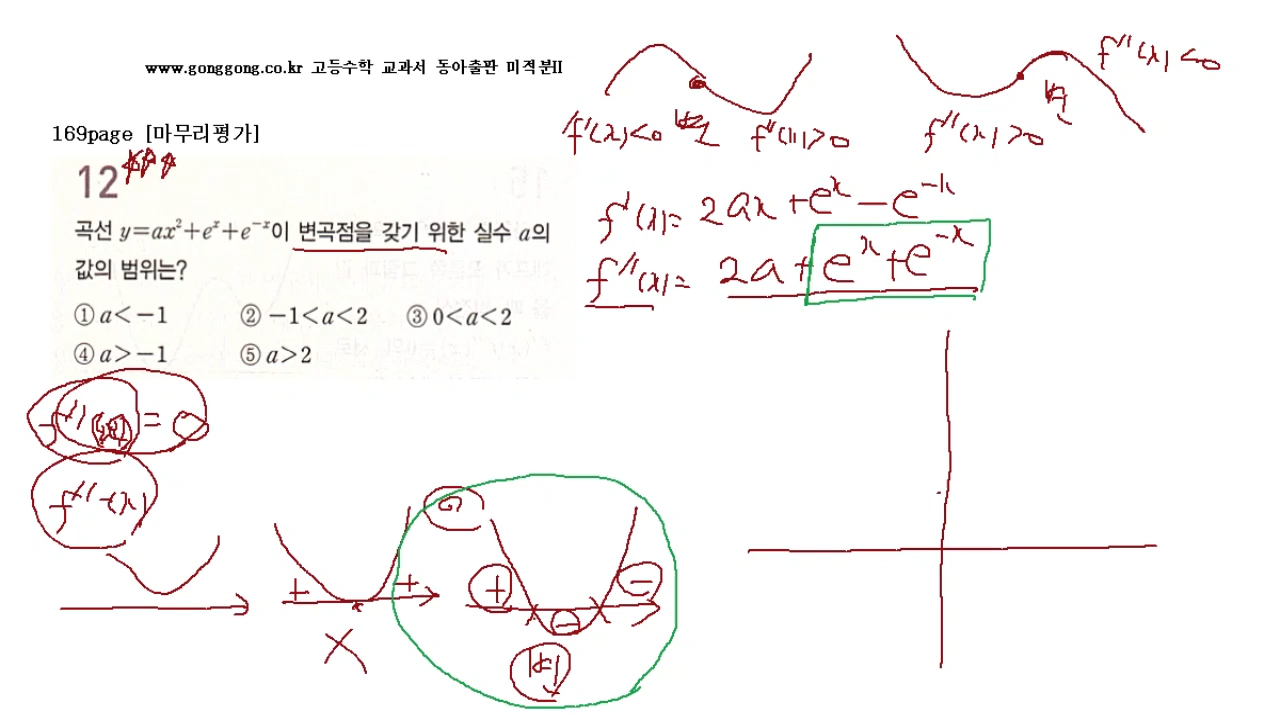 www.gonggong.co.kr 고등수학 교과서 동아출판 미적분II
169page [마무리평가]
12
곡선 y=ax²+eˣ+e⁻ˣ이 변곡점을 갖기 위한 실수 a의
값의 범위는?
① a<-1 ② -1<a<2 ③ 0<a<2
④ a>-1 ⑤ a>2
f''(x)<0 변 f''(x)>0
f''(x)>0 변 f''(x)<0
f'(x)= 2ax+eˣ-e⁻ˣ
f''(x)= 2a+eˣ+e⁻ˣ
= 0
f''(x)
+ +
+ - =
변